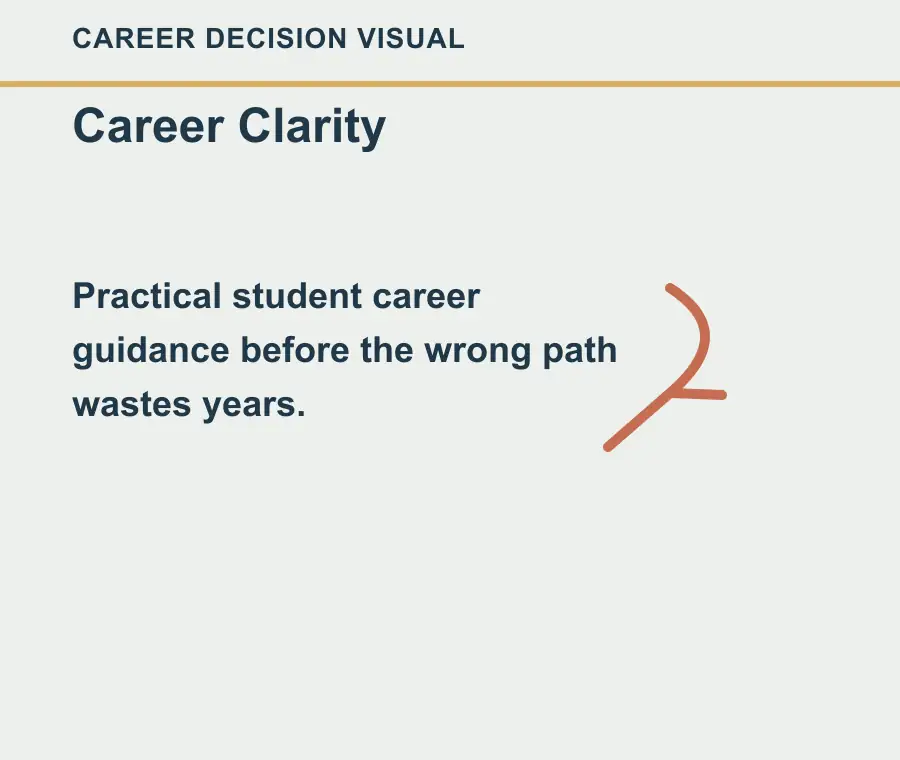 CAREER DECISION VISUAL
Career Clarity
Practical student career
guidance before the wrong path
wastes years.